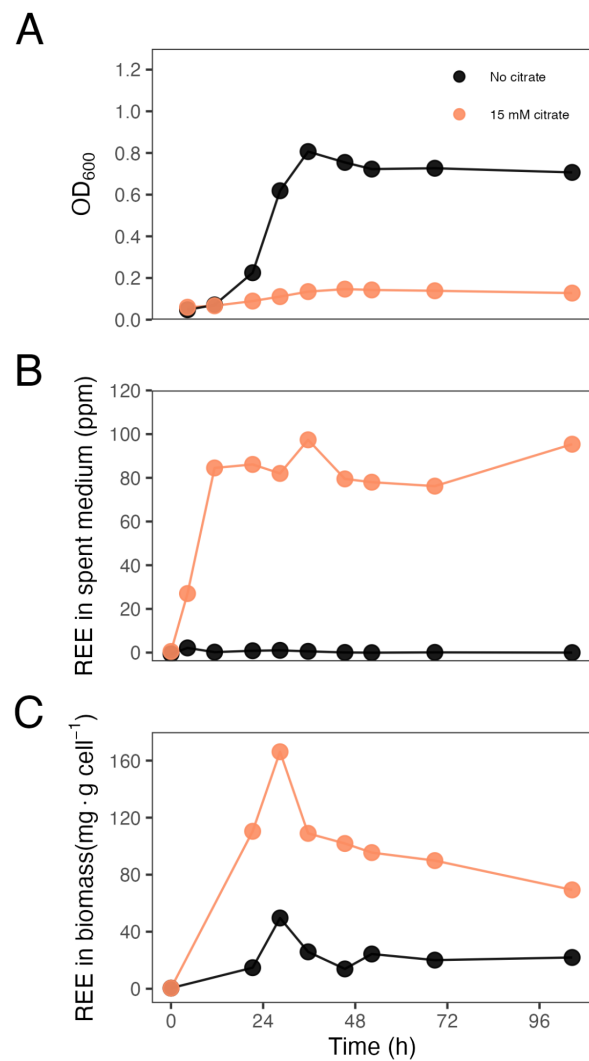 A
1.2
1.0
0.8
0.6
0.4
0.2
0.0
OD₆₀₀
No citrate
15 mM citrate
B
120
100
80
60
40
20
0
REE in spent medium (ppm)
C
160
120
80
40
0
REE in biomass(mg · g cell⁻¹)
0 24 48 72 96
Time (h)